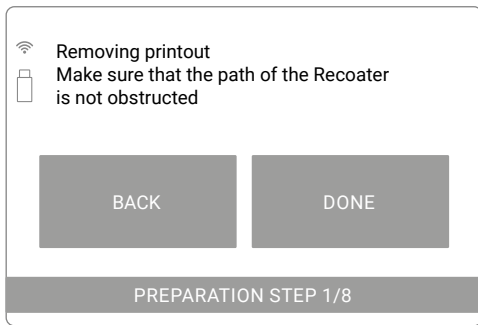 Removing printout
Make sure that the path of the Recoater
is not obstructed
BACK
DONE
PREPARATION STEP 1/8